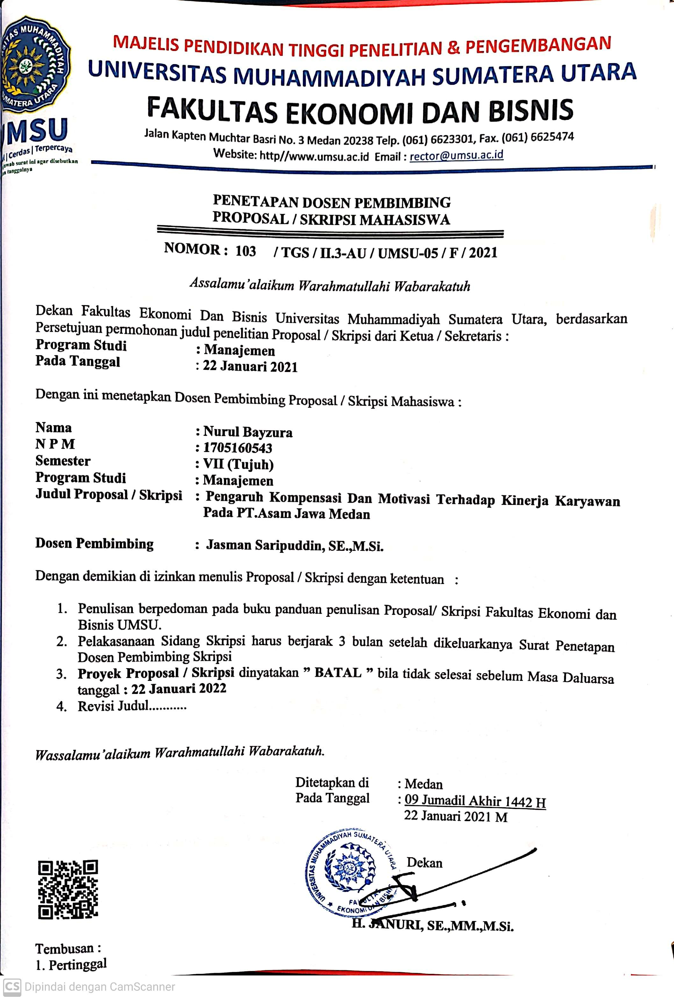 MAJELIS PENDIDIKAN TINGGI PENELITIAN & PENGEMBANGAN
UNIVERSITAS MUHAMMADIYAH SUMATERA UTARA
FAKULTAS EKONOMI DAN BISNIS
Jalan Kapten Muchtar Basri No. 3 Medan 20238 Telp. (061) 6623301, Fax. (061) 6625474
Website: http//www.umsu.ac.id Email : rector@umsu.ac.id
MUHAMMADIYAH
SUMATERA UTARA
UMSU
| Cerdas | Terpercaya
surat ini agar disebutkan
tanggalnya
PENETAPAN DOSEN PEMBIMBING
PROPOSAL / SKRIPSI MAHASISWA
NOMOR : 103 / TGS / II.3-AU / UMSU-05 / F / 2021
Assalamu'alaikum Warahmatullahi Wabarakatuh
Dekan Fakultas Ekonomi Dan Bisnis Universitas Muhammadiyah Sumatera Utara, berdasarkan
Persetujuan permohonan judul penelitian Proposal / Skripsi dari Ketua / Sekretaris :
Program Studi : Manajemen
Pada Tanggal : 22 Januari 2021
Dengan ini menetapkan Dosen Pembimbing Proposal / Skripsi Mahasiswa :
Nama : Nurul Bayzura
N P M : 1705160543
Semester : VII (Tujuh)
Program Studi : Manajemen
Judul Proposal / Skripsi : Pengaruh Kompensasi Dan Motivasi Terhadap Kinerja Karyawan
Pada PT.Asam Jawa Medan
Dosen Pembimbing : Jasman Saripuddin, SE.,M.Si.
Dengan demikian di izinkan menulis Proposal / Skripsi dengan ketentuan :
1. Penulisan berpedoman pada buku panduan penulisan Proposal/ Skripsi Fakultas Ekonomi dan
Bisnis UMSU.
2. Pelakasanaan Sidang Skripsi harus berjarak 3 bulan setelah dikeluarkanya Surat Penetapan
Dosen Pembimbing Skripsi
3. Proyek Proposal / Skripsi dinyatakan " BATAL " bila tidak selesai sebelum Masa Daluarsa
tanggal : 22 Januari 2022
4. Revisi Judul...........
Wassalamu'alaikum Warahmatullahi Wabarakatuh.
Ditetapkan di : Medan
Pada Tanggal : 09 Jumadil Akhir 1442 H
22 Januari 2021 M
Dekan
UNIVERSITAS MUHAMMADIYAH SUMATERA UTARA
FAKULTAS
EKONOMI DAN BISNIS
H. JANURI, SE.,MM.,M.Si.
Tembusan :
1. Pertinggal
CS Dipindai dengan CamScanner